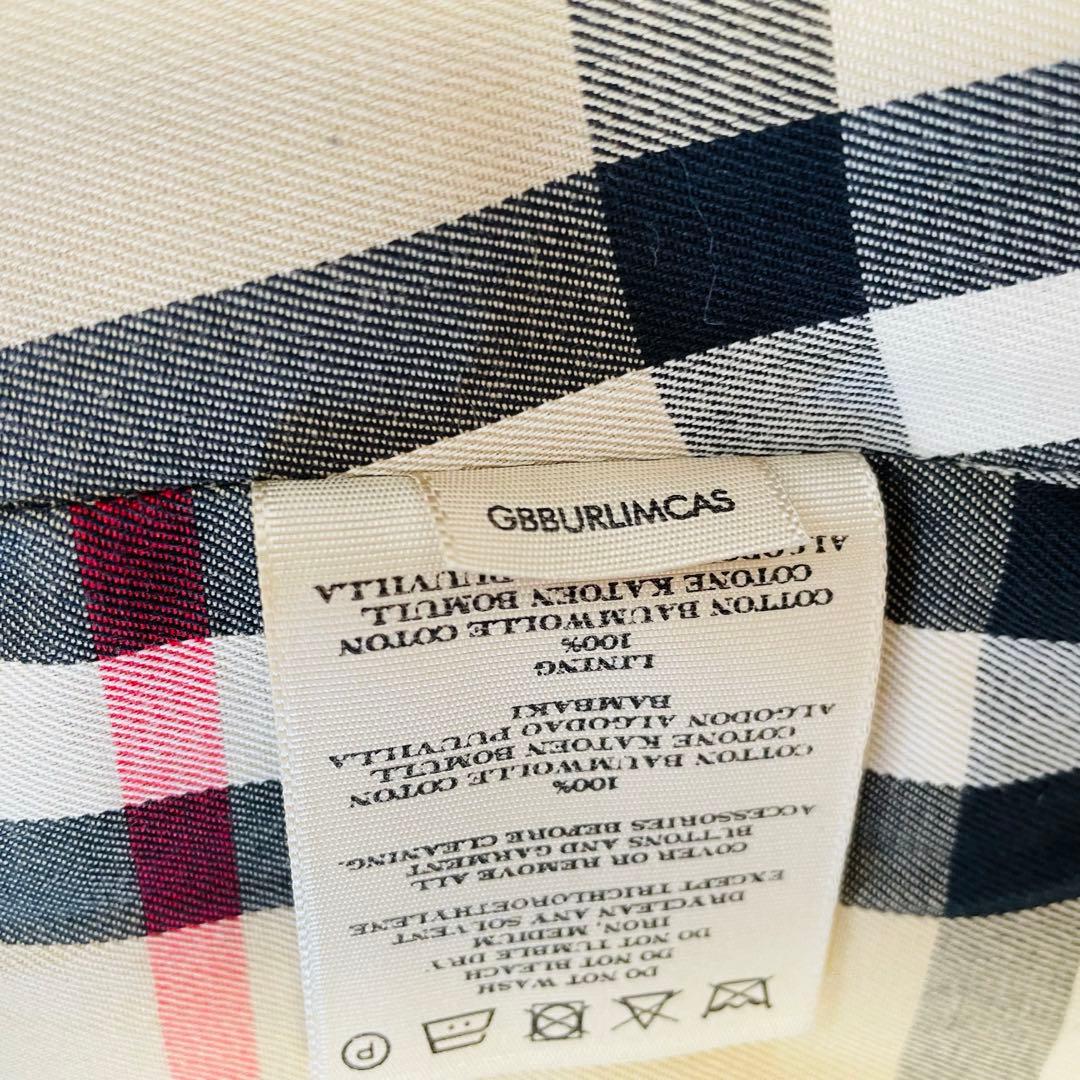 GBBURLIMCAS
P
DO NOT WASH
DO NOT BLEACH
DO NOT TUMBLE DRY
IRON, MEDIUM
DRYCLEAN ANY SOLVENT
EXCEPT TRICHLOROETHYLENE
COVER OR REMOVE ALL
BUTTONS AND GARMENT
ACCESSORIES BEFORE CLEANING.
100%
COTTON BAUMWOLLE COTON
COTONE KATOEN BOMULL
ALGODON ALGODAO PUUVILLA
BAMBAKI
LINING
100%
COTTON BAUMWOLLE COTON
COTONE KATOEN BOMULL
PUUVILLA